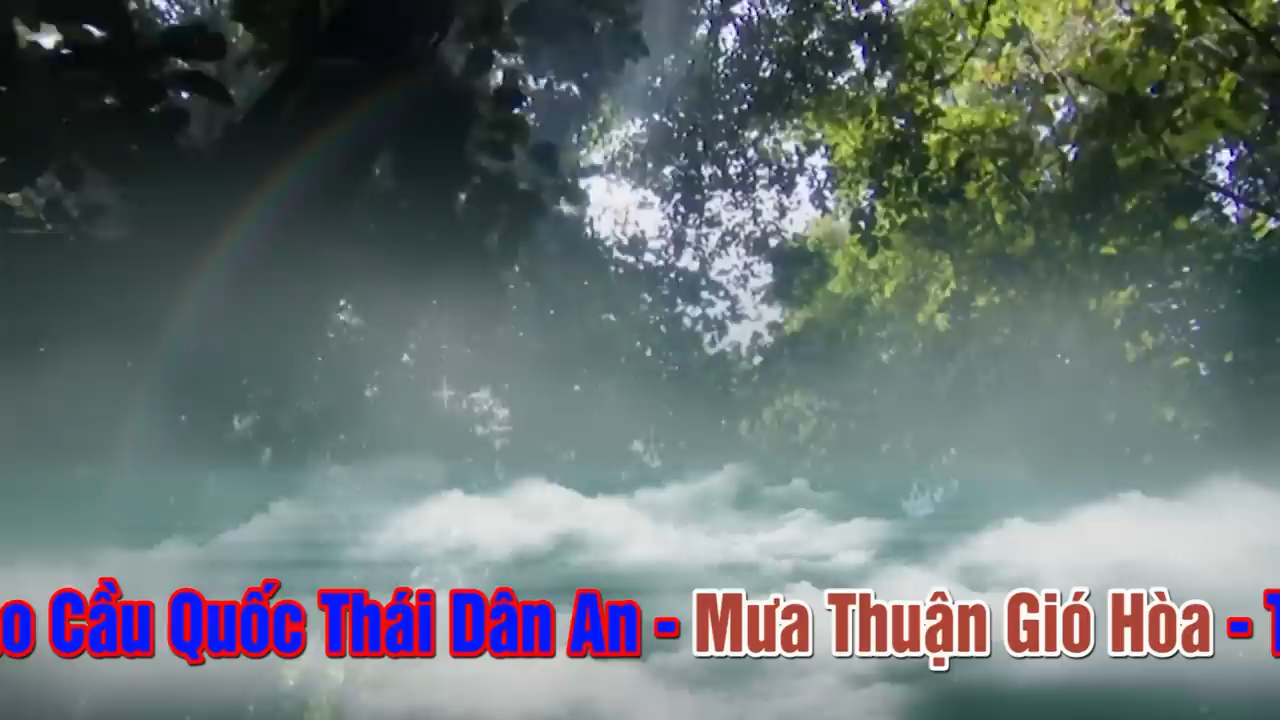 Cầu Quốc Thái Dân An - Mưa Thuận Gió Hòa -